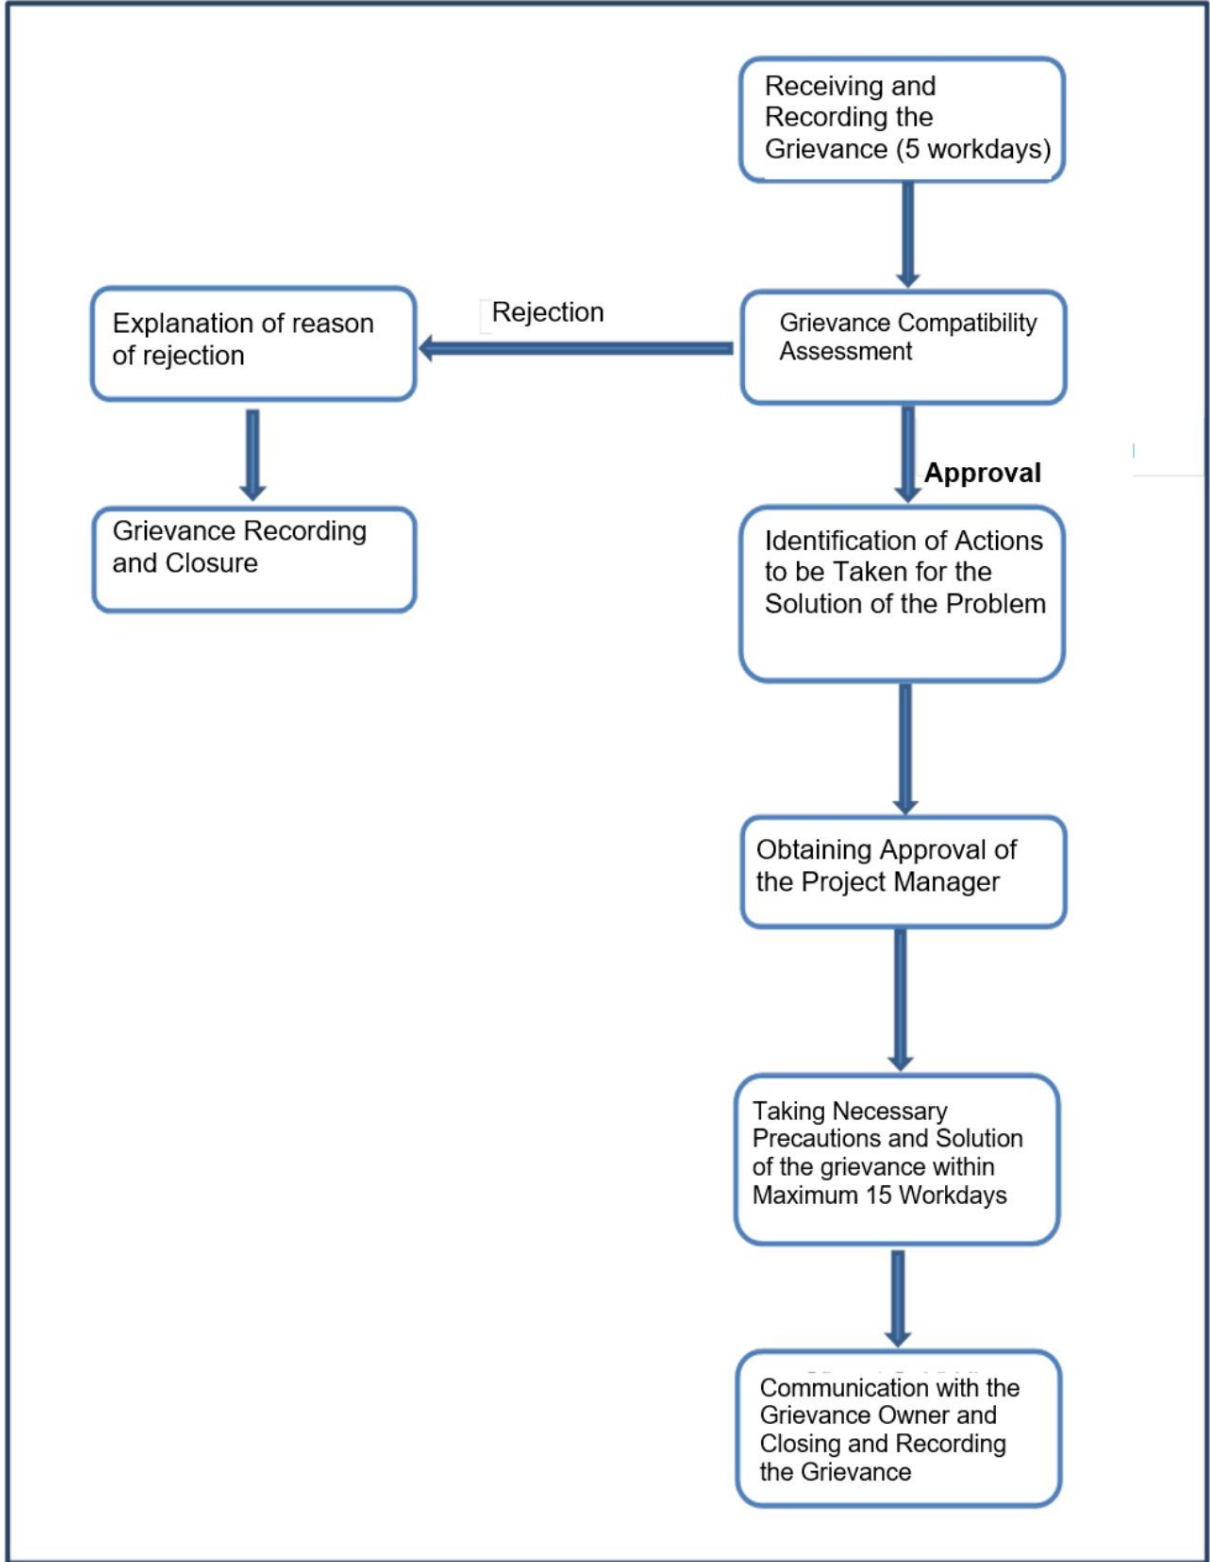 Receiving and
Recording the
Grievance (5 workdays)
Rejection
Explanation of reason
of rejection
Grievance Compatibility
Assessment
Approval
Grievance Recording
and Closure
Identification of Actions
to be Taken for the
Solution of the Problem
Obtaining Approval of
the Project Manager
Taking Necessary
Precautions and Solution
of the grievance within
Maximum 15 Workdays
Communication with the
Grievance Owner and
Closing and Recording
the Grievance